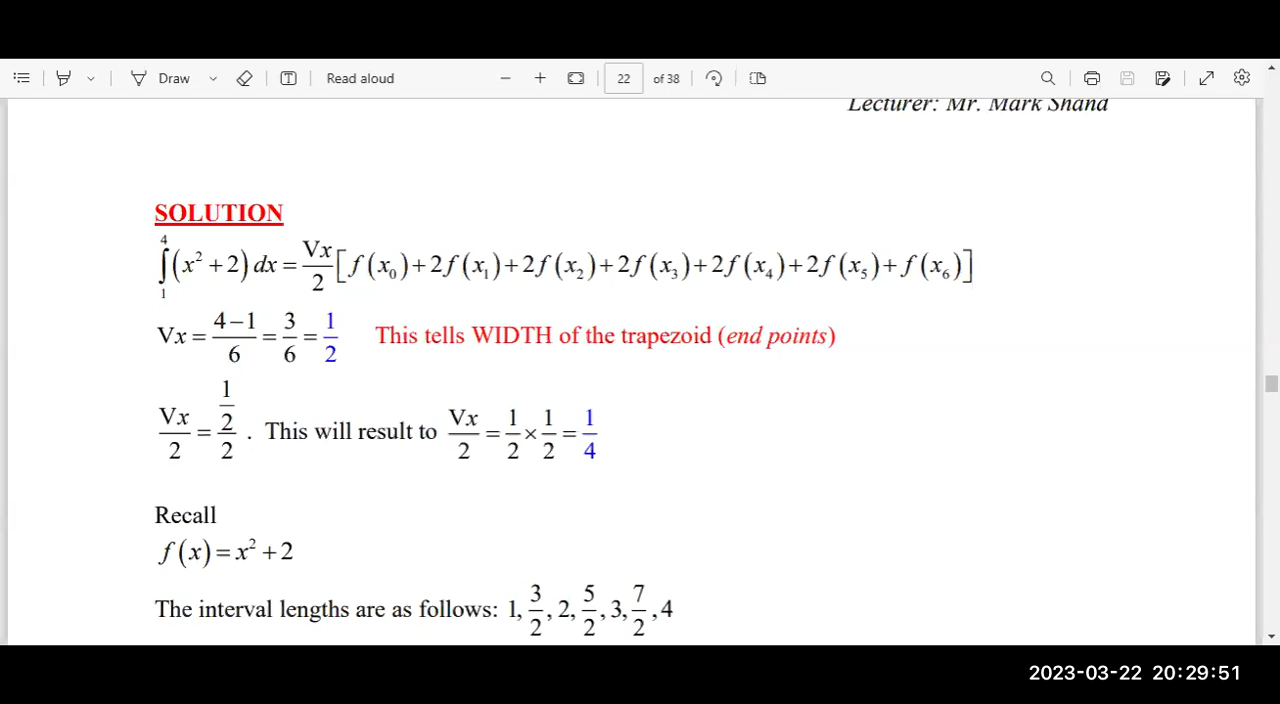 Draw
Read aloud
22 of 38
Lecturer: Mr. Mark Shand
SOLUTION
∫₁⁴(x² + 2) dx = Vx/2 [f(x₀) + 2f(x₁) + 2f(x₂) + 2f(x₃) + 2f(x₄) + 2f(x₅) + f(x₆)]
Vx = (4 − 1)/6 = 3/6 = 1/2 This tells WIDTH of the trapezoid (end points)
Vx/2 = (1/2)/2 . This will result to Vx/2 = 1/2 × 1/2 = 1/4
Recall
f(x) = x² + 2
The interval lengths are as follows: 1, 3/2, 2, 5/2, 3, 7/2, 4
2023-03-22 20:29:51